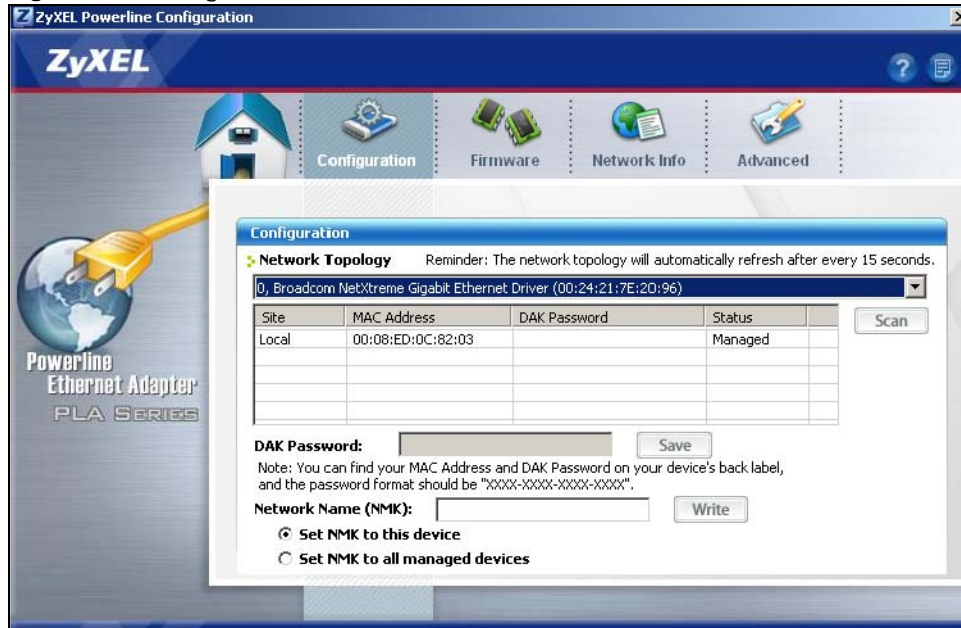 ZyXEL Powerline Configuration
ZyXEL
Configuration
Firmware
Network Info
Advanced
Powerline
Ethernet Adapter
PLA SERIES
Configuration
Network Topology Reminder: The network topology will automatically refresh after every 15 seconds.
0, Broadcom NetXtreme Gigabit Ethernet Driver (00:24:21:7E:20:96)
Site MAC Address DAK Password Status
Scan
Local 00:08:ED:0C:82:03 Managed
DAK Password:
Save
Note: You can find your MAC Address and DAK Password on your device's back label,
and the password format should be "XXXX-XXXX-XXXX-XXXX".
Network Name (NMK):
Write
Set NMK to this device
Set NMK to all managed devices